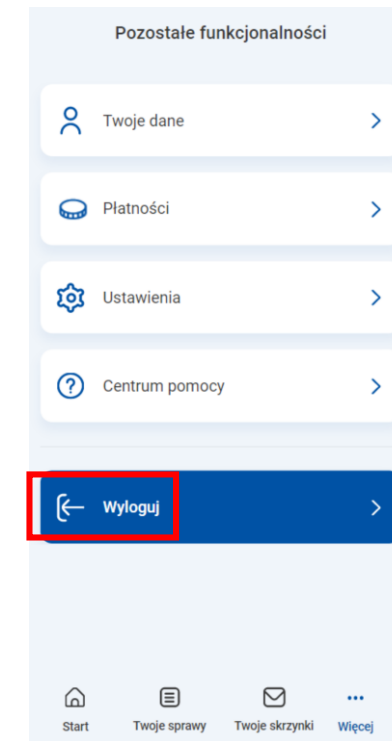 Pozostałe funkcjonalności
Twoje dane
Płatności
Ustawienia
Centrum pomocy
Wyloguj
Start
Twoje sprawy
Twoje skrzynki
Więcej